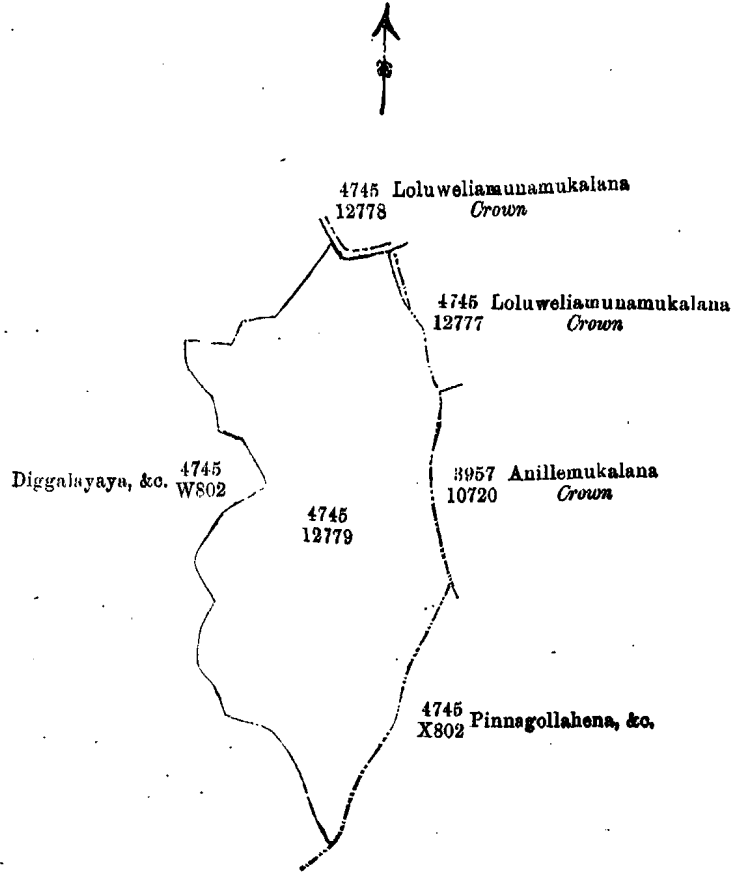 4745 Loluweliamunamukalana
12778 Crown
4745 Loluweliamunamukalana
12777 Crown
Diggalayaya, &c. 4745
W802
3957 Anillemukalana
10720 Crown
4745
12779
4745
X802 Pinnagollahena, &c.